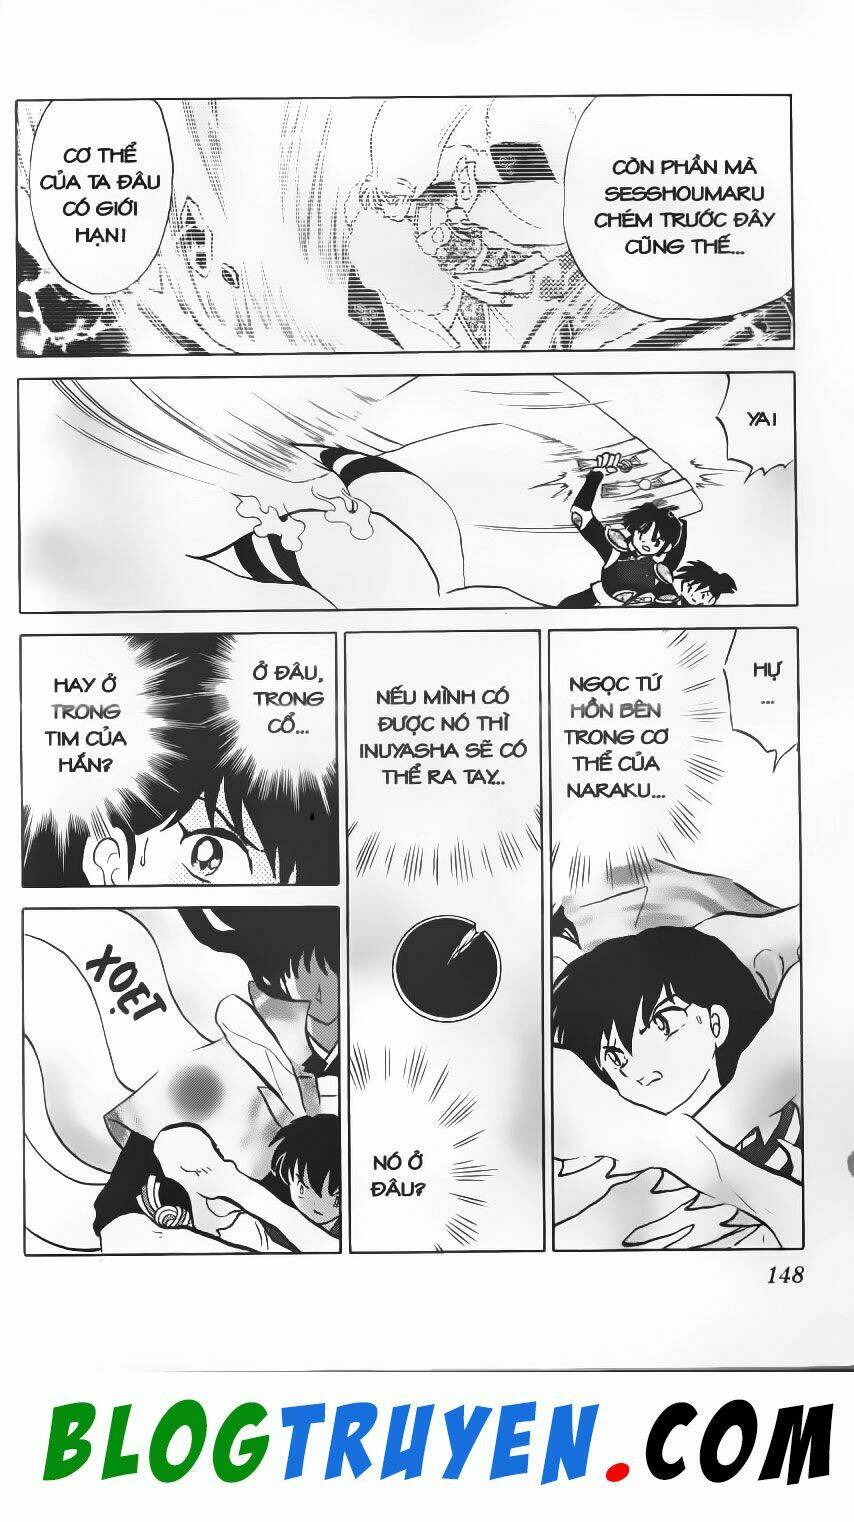 CÒN PHẦN MÀ
SESSHOUMARU
CHÉM TRƯỚC ĐÂY
CŨNG THẾ...
CƠ THỂ
CỦA TA ĐÂU
CÓ GIỚI
HẠN!
YA!
HỰ
...
NGỌC TỨ
HỒN BÊN
TRONG CƠ
THỂ CỦA
NARAKU...
NẾU MÌNH CÓ
ĐƯỢC NÓ THÌ
INUYASHA SẼ CÓ
THỂ RA TAY...
NÓ Ở
ĐÂU?
Ở ĐÂU,
TRONG
CỔ...
HAY Ở
TRONG
TIM CỦA
HẮN?
XOẸT
148
BLOGTRUYEN.COM